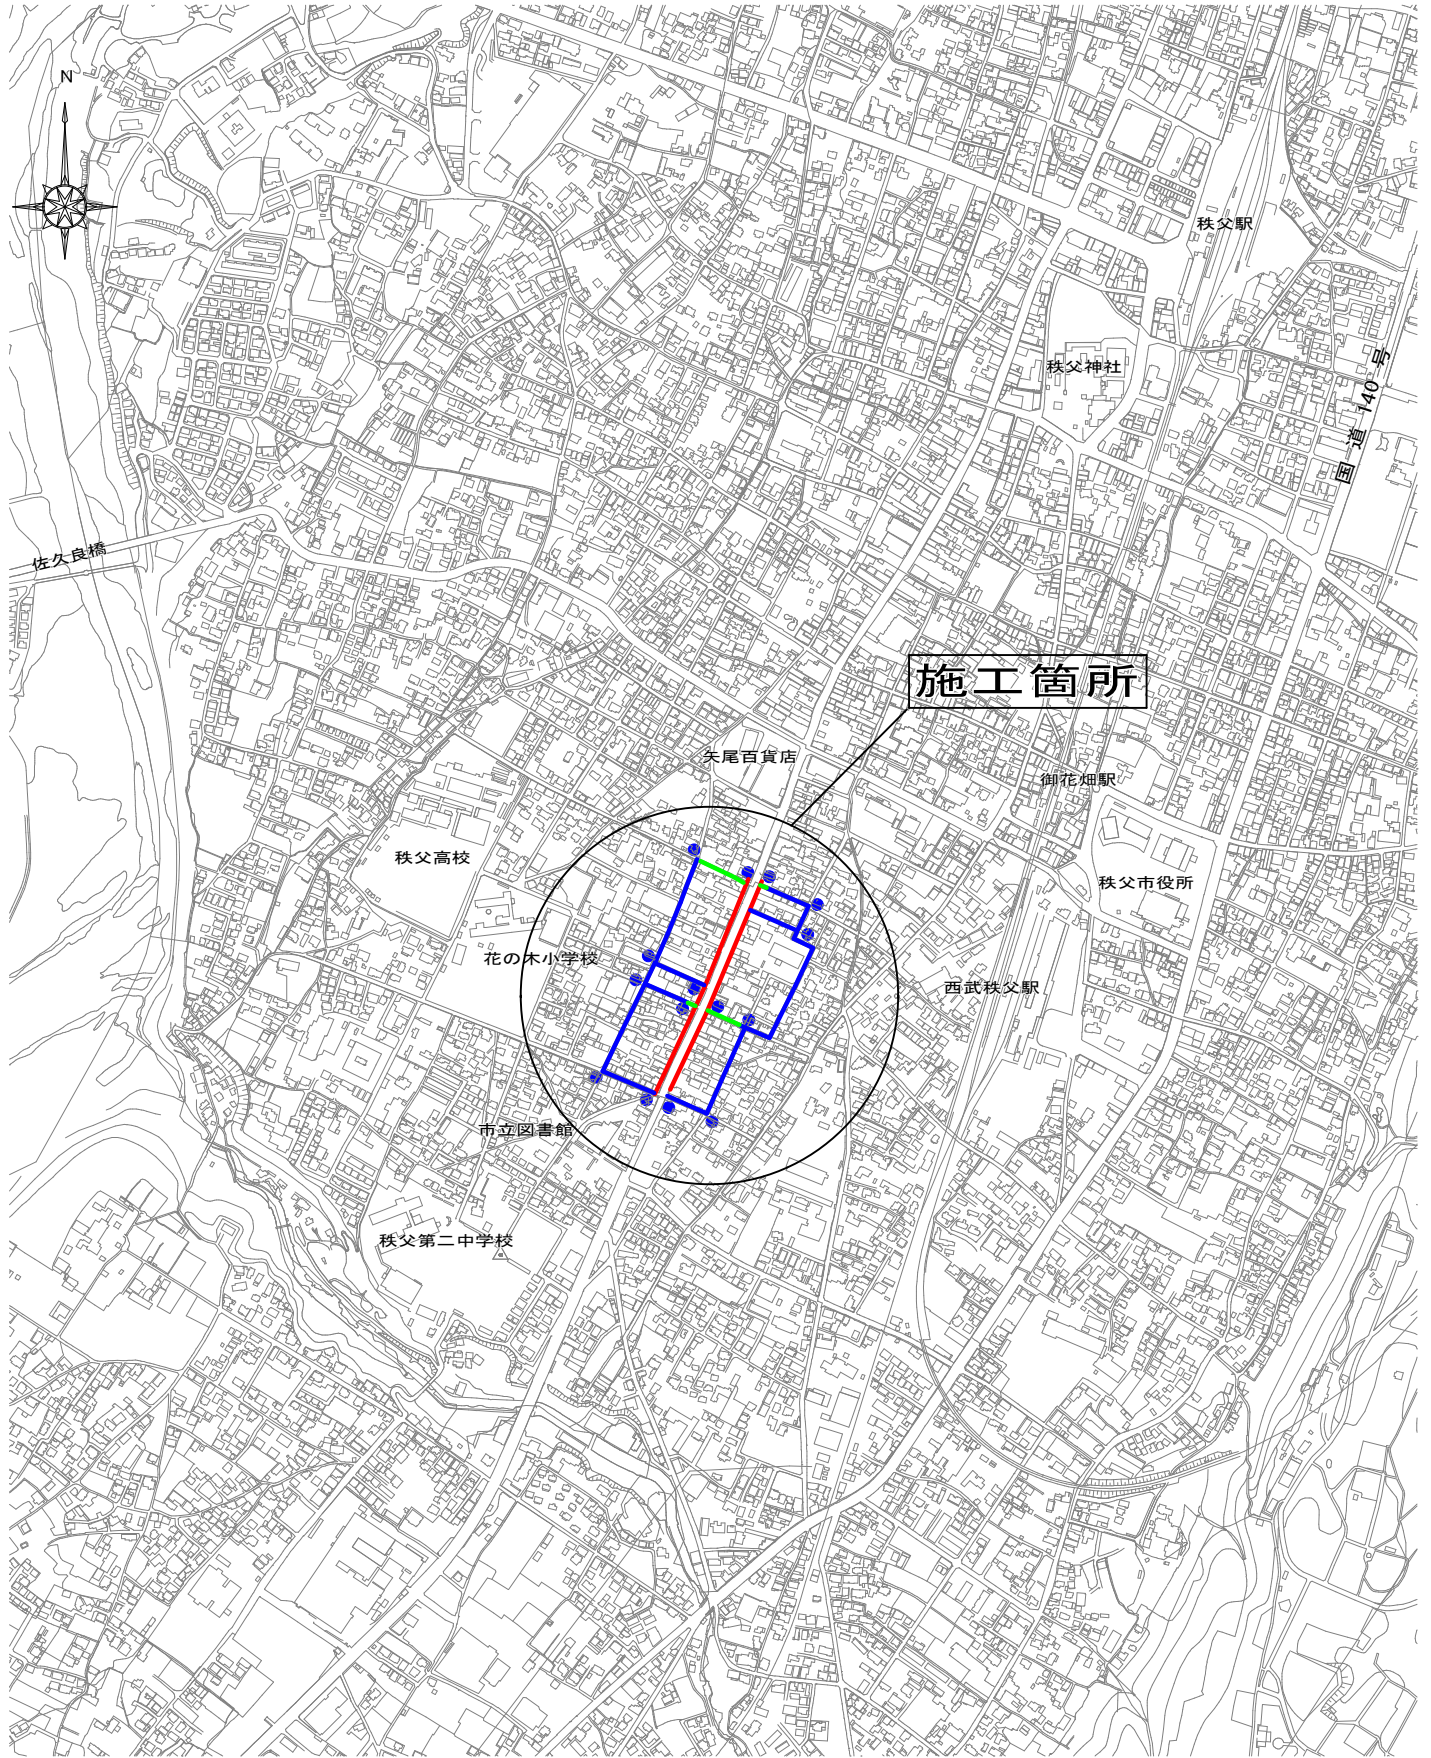 N
秩父駅
秩父神社
国道140号
佐久良橋
施工箇所
矢尾百貨店
御花畑駅
秩父高校
秩父市役所
花の木小学校
西武秩父駅
市立図書館
秩父第二中学校